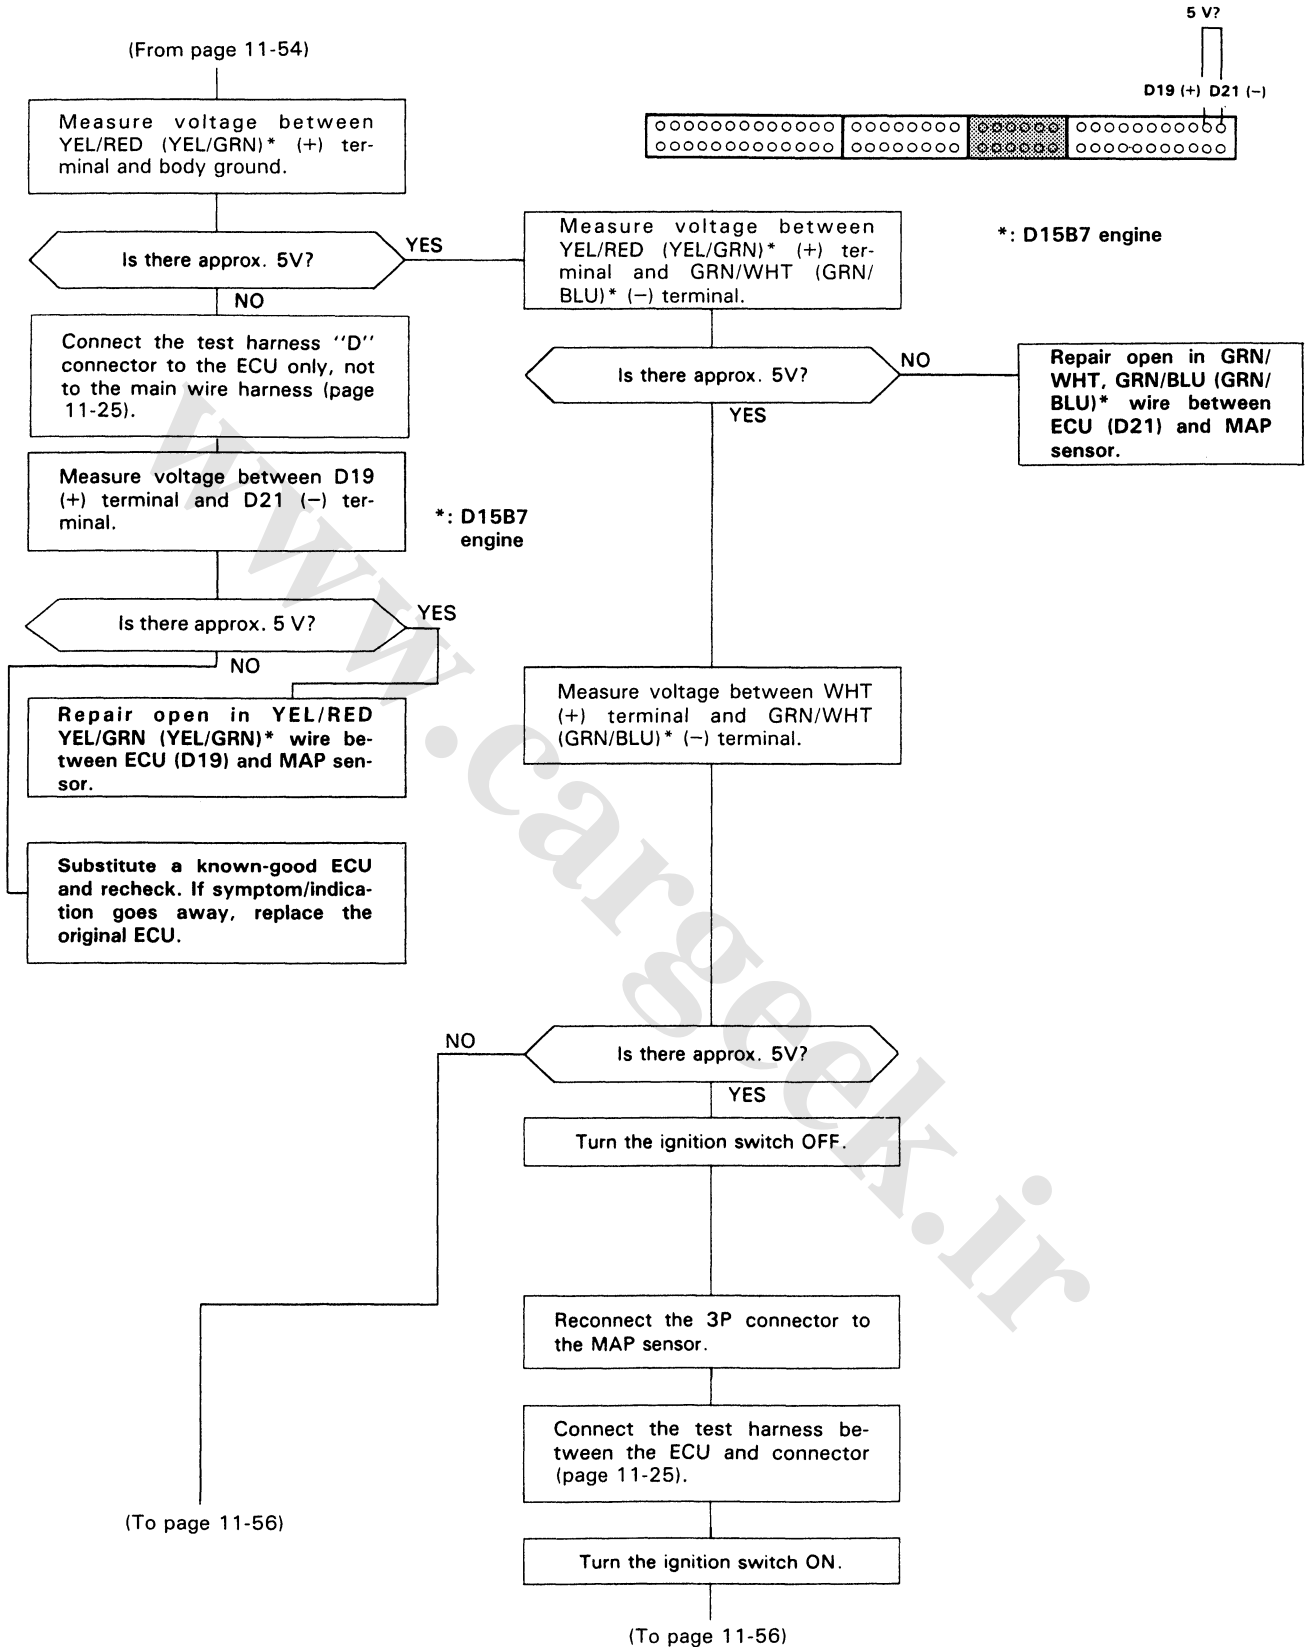 5 V?
D19 (+) D21 (−)
(From page 11-54)
Measure voltage between
YEL/RED (YEL/GRN)* (+) ter-
minal and body ground.
Is there approx. 5V?
YES
NO
Measure voltage between
YEL/RED (YEL/GRN)* (+) ter-
minal and GRN/WHT (GRN/
BLU)* (−) terminal.
*: D15B7 engine
Connect the test harness ''D''
connector to the ECU only, not
to the main wire harness (page
11-25).
Is there approx. 5V?
NO
YES
Repair open in GRN/
WHT, GRN/BLU (GRN/
BLU)* wire between
ECU (D21) and MAP
sensor.
Measure voltage between D19
(+) terminal and D21 (−) ter-
minal.
*: D15B7
engine
Is there approx. 5 V?
YES
NO
Repair open in YEL/RED
YEL/GRN (YEL/GRN)* wire be-
tween ECU (D19) and MAP sen-
sor.
Measure voltage between WHT
(+) terminal and GRN/WHT
(GRN/BLU)* (−) terminal.
Substitute a known-good ECU
and recheck. If symptom/indica-
tion goes away, replace the
original ECU.
NO
Is there approx. 5V?
YES
Turn the ignition switch OFF.
Reconnect the 3P connector to
the MAP sensor.
Connect the test harness be-
tween the ECU and connector
(page 11-25).
(To page 11-56)
Turn the ignition switch ON.
(To page 11-56)
www.cargeek.ir